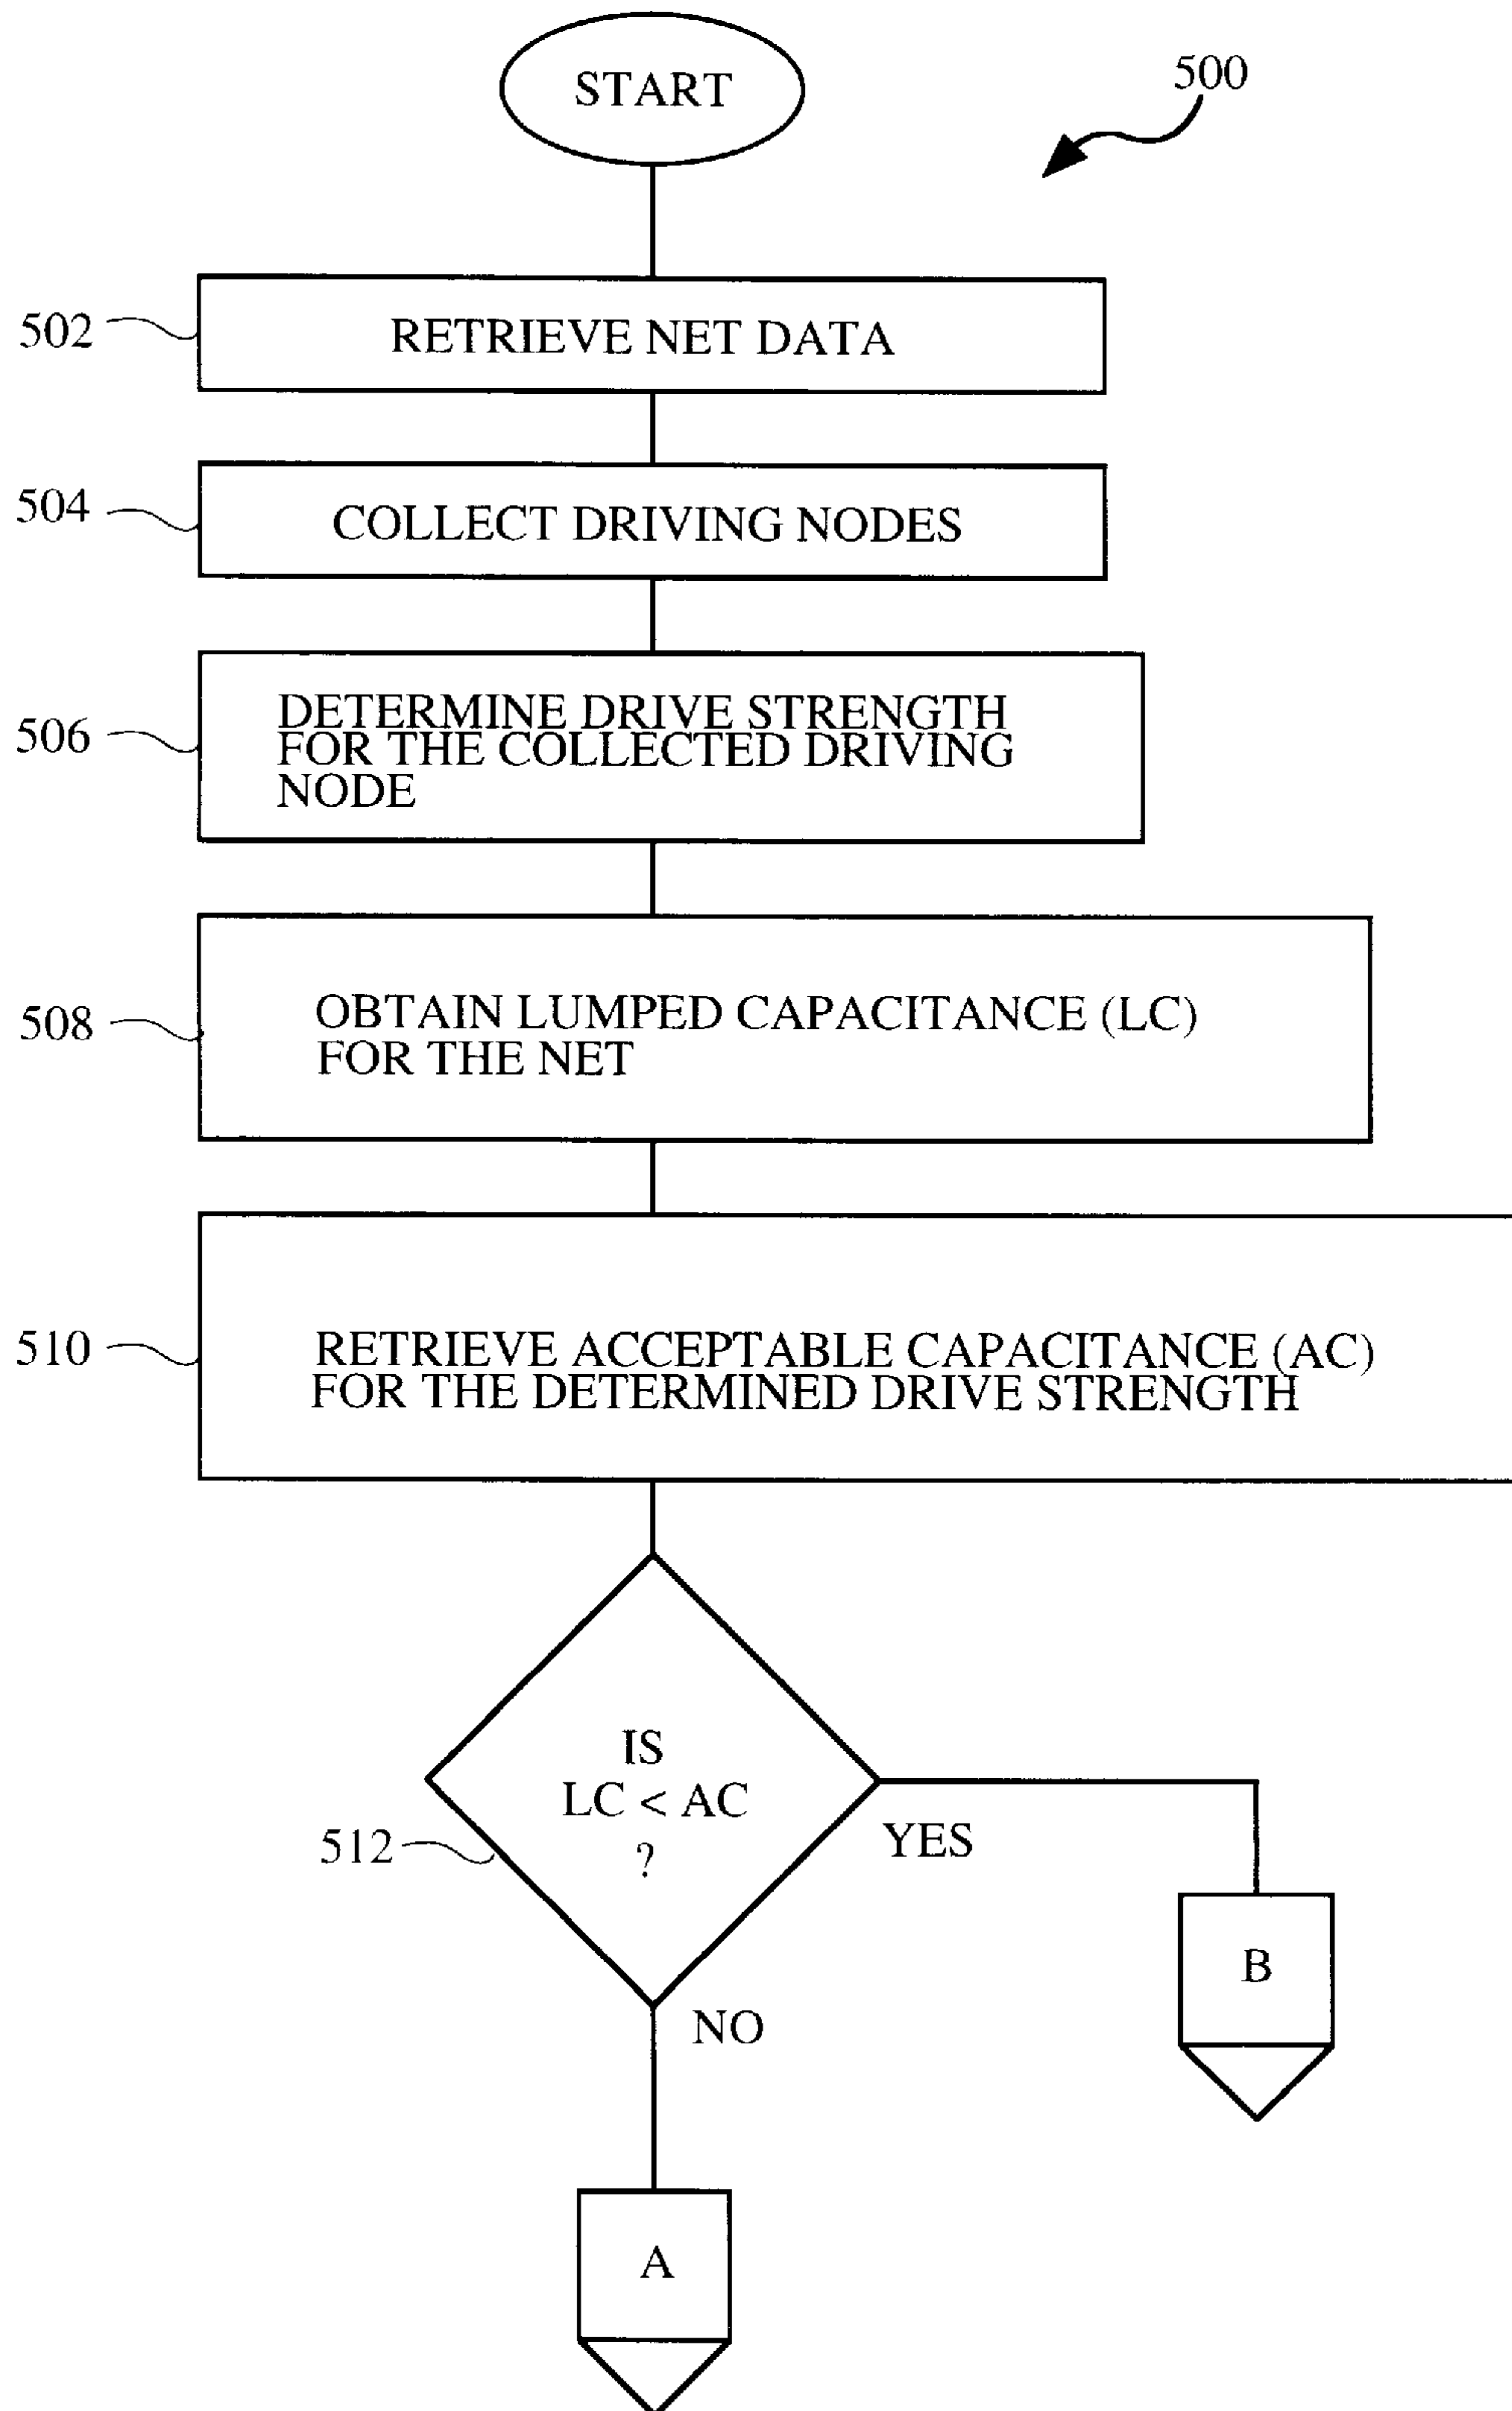 START
500
502
RETRIEVE NET DATA
504
COLLECT DRIVING NODES
506
DETERMINE DRIVE STRENGTH
FOR THE COLLECTED DRIVING
NODE
508
OBTAIN LUMPED CAPACITANCE (LC)
FOR THE NET
510
RETRIEVE ACCEPTABLE CAPACITANCE (AC)
FOR THE DETERMINED DRIVE STRENGTH
IS
LC < AC
?
512
YES
B
NO
A